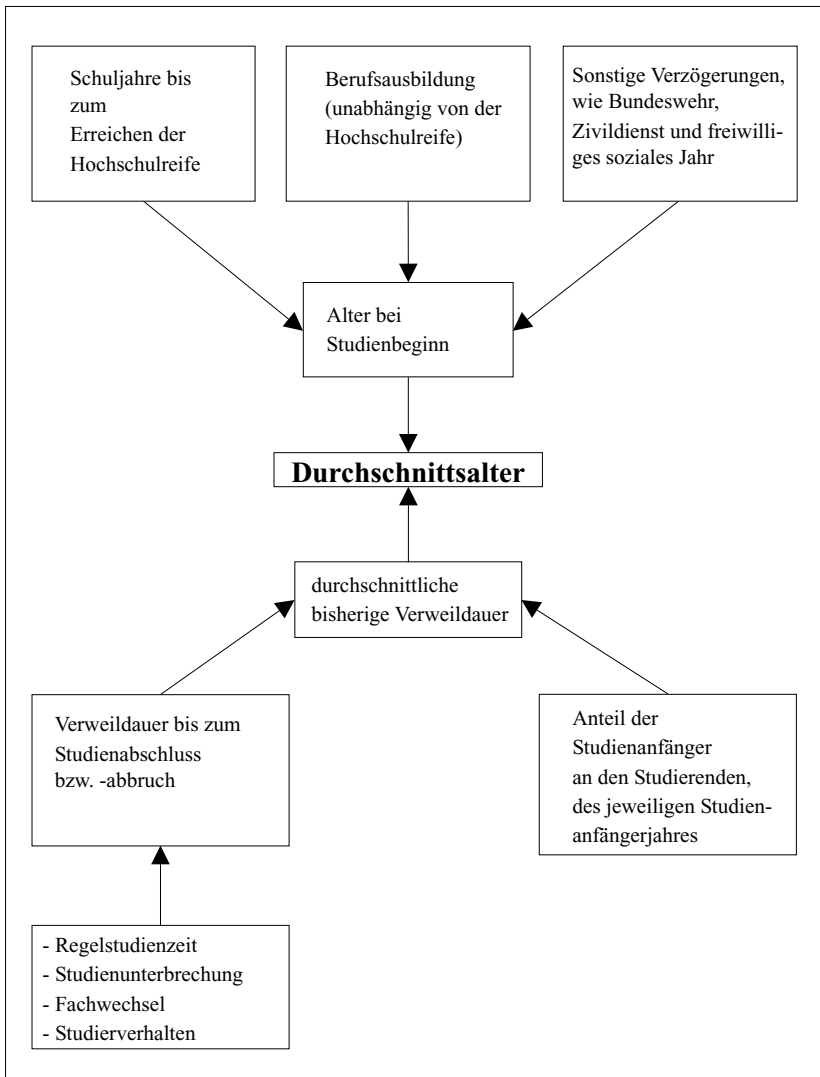 Schuljahre bis
zum
Erreichen der
Hochschulreife
Berufsausbildung
(unabhängig von der
Hochschulreife)
Sonstige Verzögerungen,
wie Bundeswehr,
Zivildienst und freiwilli-
ges soziales Jahr
Alter bei
Studienbeginn
Durchschnittsalter
durchschnittliche
bisherige Verweildauer
Verweildauer bis zum
Studienabschluss
bzw. -abbruch
Anteil der
Studienanfänger
an den Studierenden,
des jeweiligen Studien-
anfängerjahres
- Regelstudienzeit
- Studienunterbrechung
- Fachwechsel
- Studierverhalten